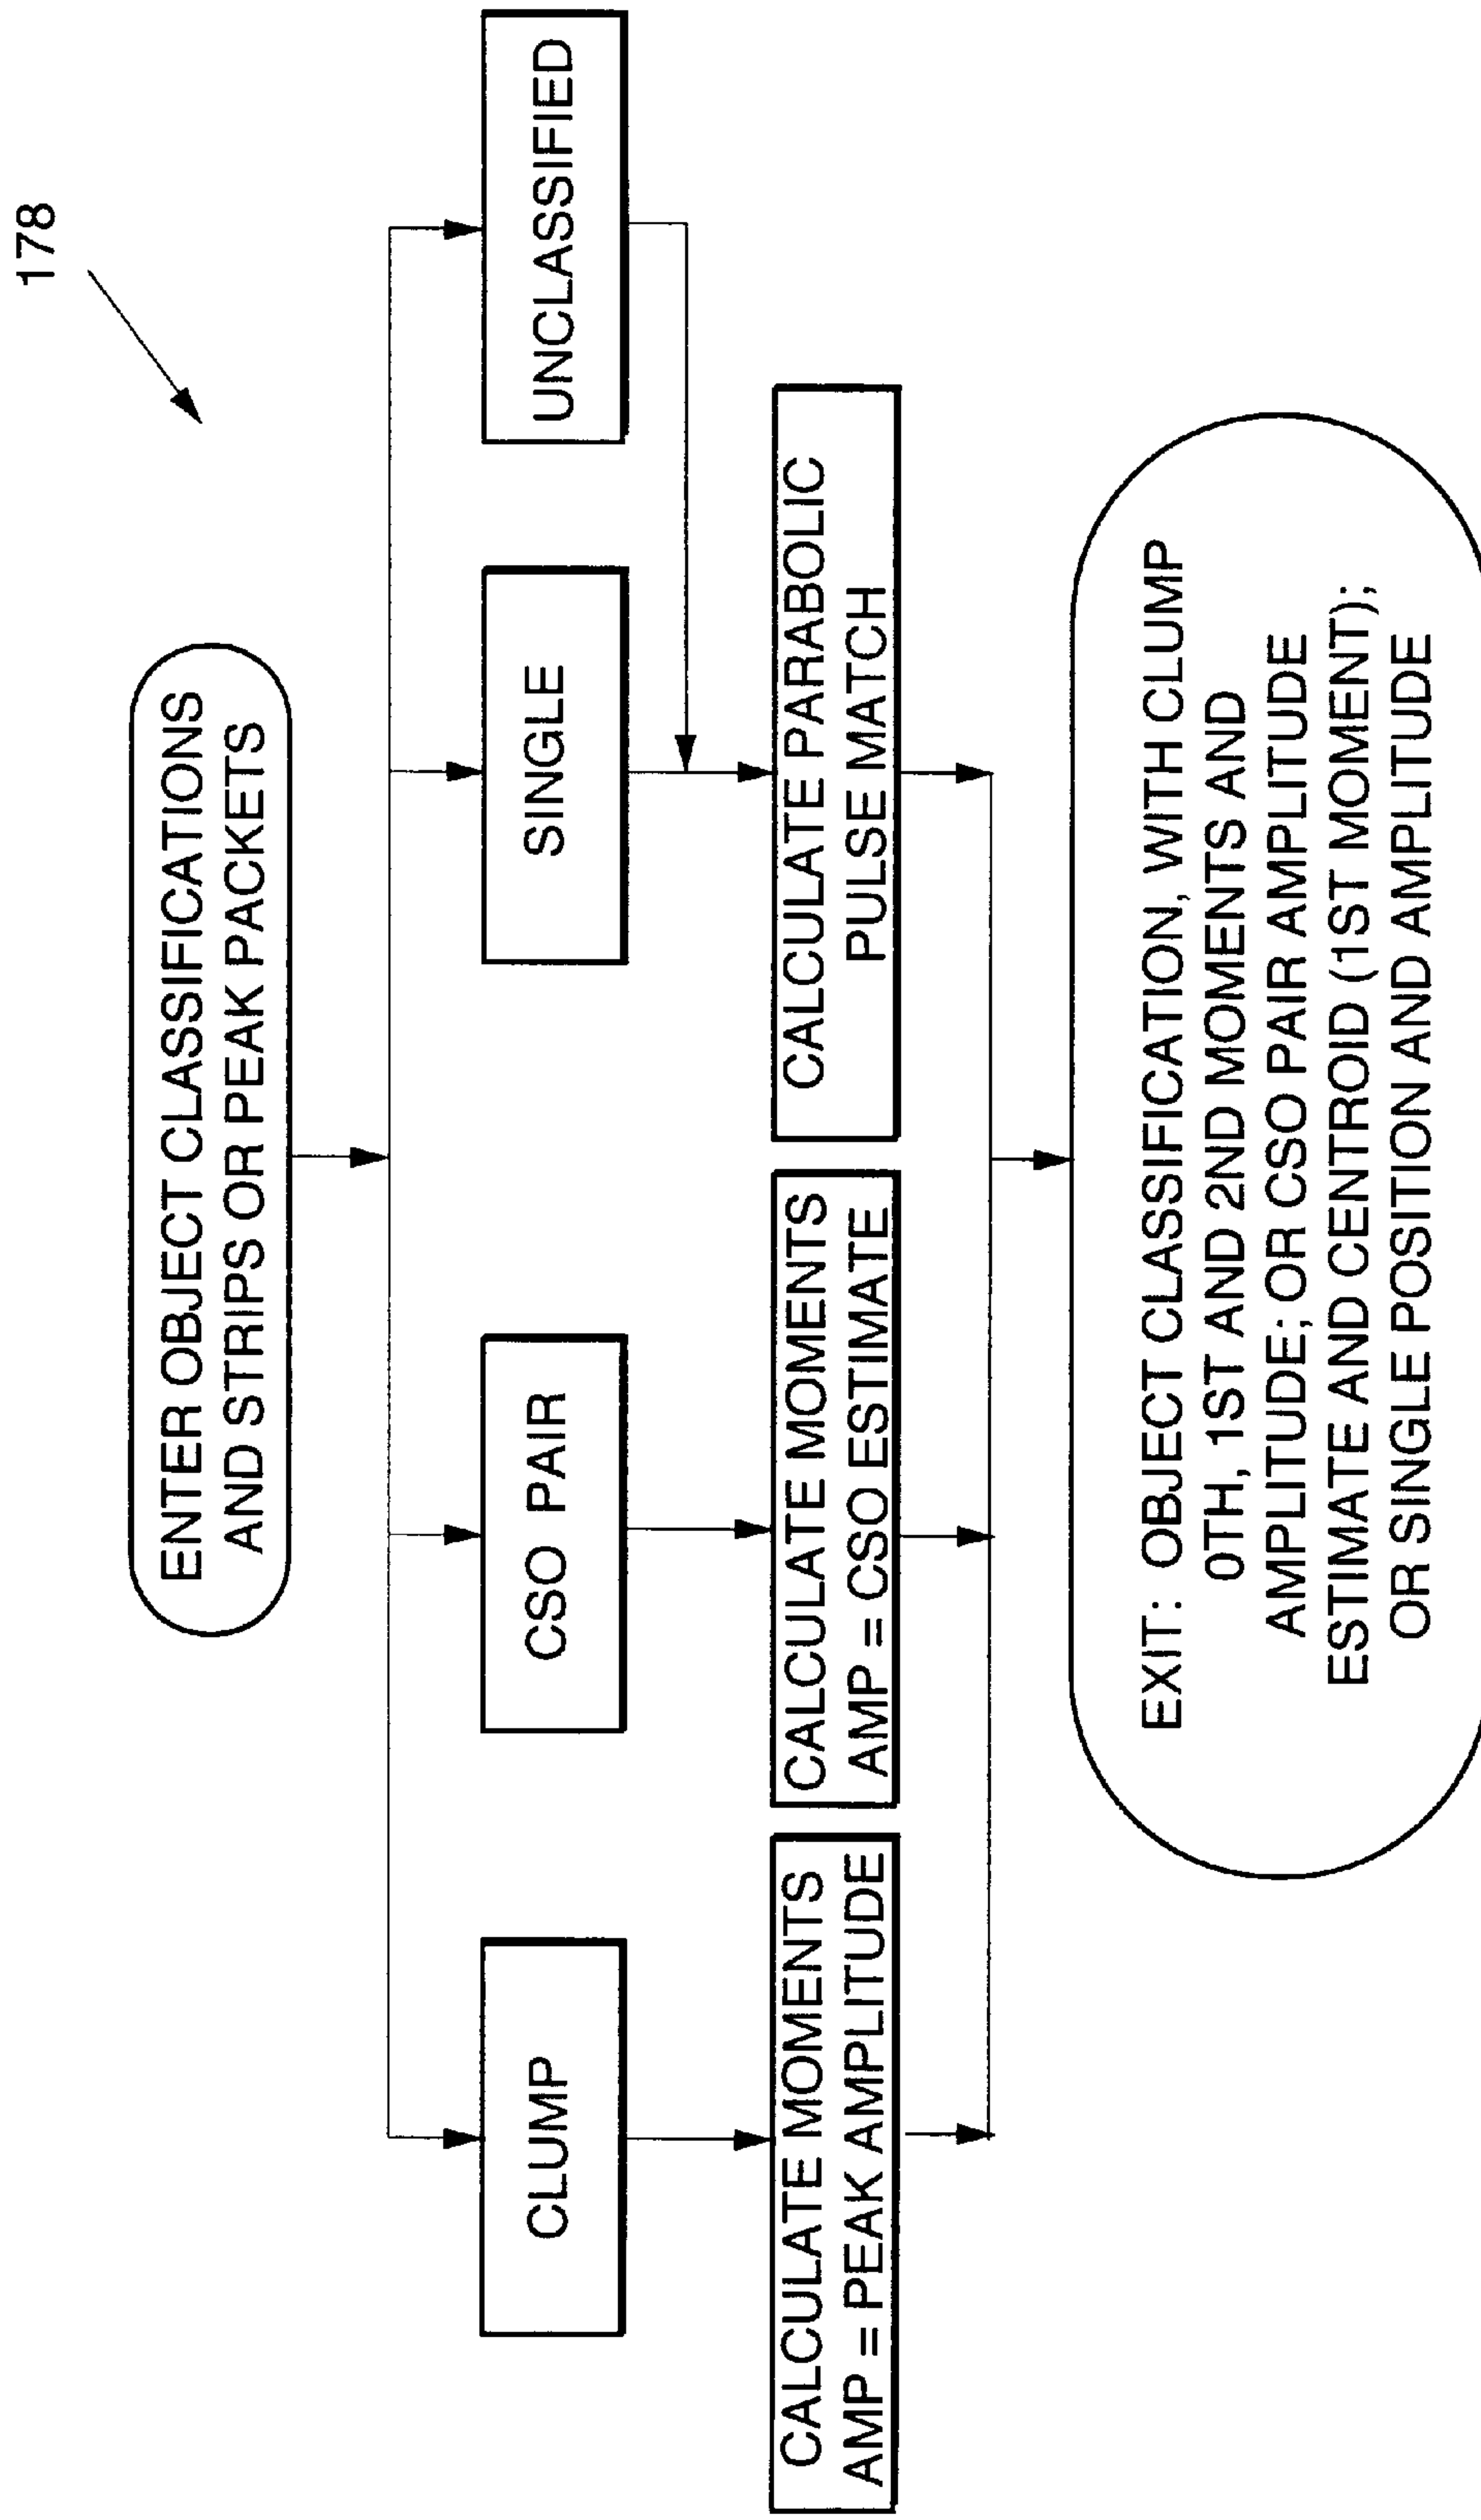 178
ENTER OBJECT CLASSIFICATIONS
AND STRIPS OR PEAK PACKETS
CLUMP
CSO PAIR
SINGLE
UNCLASSIFIED
CALCULATE MOMENTS
AMP = PEAK AMPLITUDE
CALCULATE MOMENTS
AMP = CSO ESTIMATE
CALCULATE PARABOLIC
PULSE MATCH
EXIT: OBJECT CLASSIFICATION, WITH CLUMP
0TH, 1ST AND 2ND MOMENTS AND
AMPLITUDE; OR CSO PAIR AMPLITUDE
ESTIMATE AND CENTROID (1ST MOMENT);
OR SINGLE POSITION AND AMPLITUDE